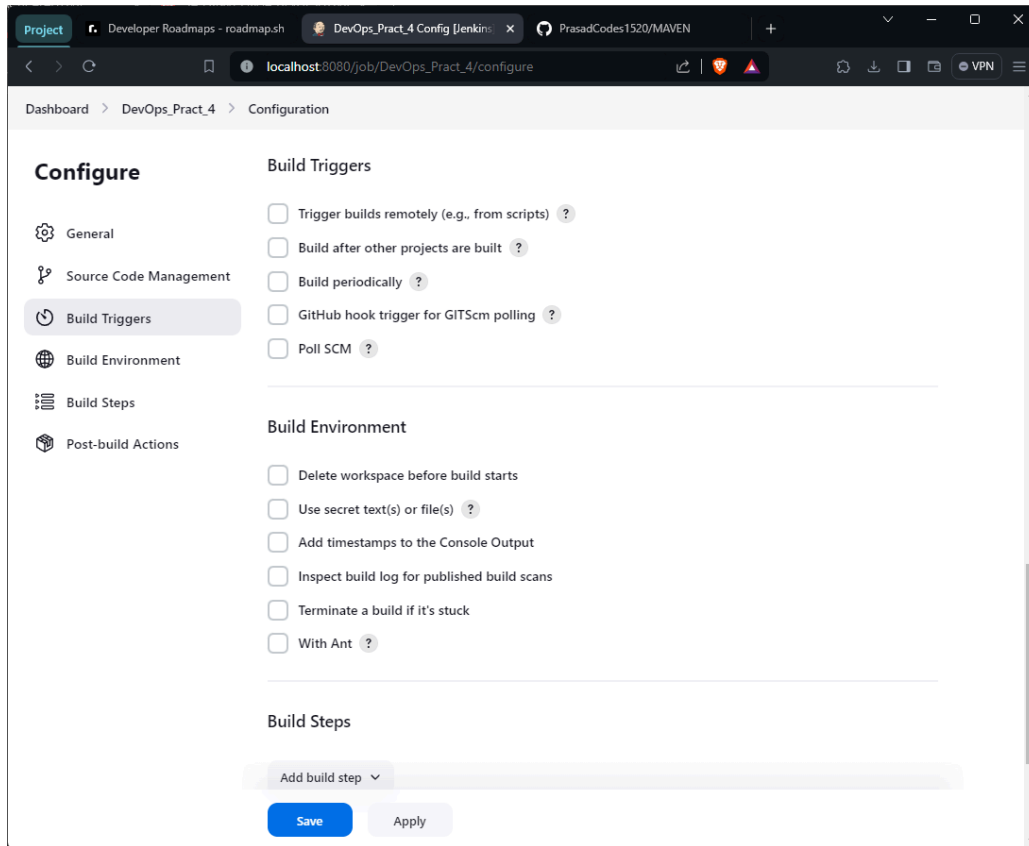 Project
Developer Roadmaps - roadmap.sh
DevOps_Pract_4 Config [Jenkins
PrasadCodes1520/MAVEN
localhost:8080/job/DevOps_Pract_4/configure
VPN
Dashboard > DevOps_Pract_4 > Configuration
Configure
General
Source Code Management
Build Triggers
Build Environment
Build Steps
Post-build Actions
Build Triggers
Trigger builds remotely (e.g., from scripts) ?
Build after other projects are built ?
Build periodically ?
GitHub hook trigger for GITScm polling ?
Poll SCM ?
Build Environment
Delete workspace before build starts
Use secret text(s) or file(s) ?
Add timestamps to the Console Output
Inspect build log for published build scans
Terminate a build if it's stuck
With Ant ?
Build Steps
Add build step
Save
Apply